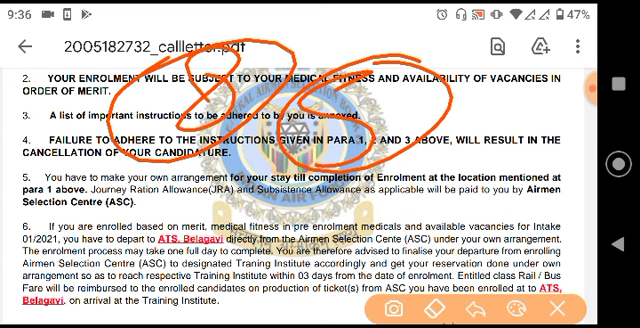 9:36
47%
2005182732_callletter.pdf
2. YOUR ENROLMENT WILL BE SUBJECT TO YOUR MEDICAL FITNESS AND AVAILABILITY OF VACANCIES IN
ORDER OF MERIT.
3. A list of important instructions to be adhered to by you is annexed.
4. FAILURE TO ADHERE TO THE INSTRUCTIONS GIVEN IN PARA 1, 2 AND 3 ABOVE, WILL RESULT IN THE
CANCELLATION OF YOUR CANDIDATURE.
5. You have to make your own arrangement for your stay till completion of Enrolment at the location mentioned at
para 1 above. Journey Ration Allowance(JRA) and Subsistence Allowance as applicable will be paid to you by Airmen
Selection Centre (ASC).
6. If you are enrolled based on merit, medical fitness in pre enrolment medicals and available vacancies for Intake
01/2021, you have to depart to ATS, Belagavi directly from the Airmen Selection Cente (ASC) under your own arrangement.
The enrolment process may take one full day to complete. You are therefore advised to finalise your departure from enrolling
Airmen Selection Centre (ASC) to designated Traning Institute accordingly and get your reservation done under own
arrangement so as to reach respective Training Institute within 03 days from the date of enrolment. Entitled class Rail / Bus
Fare will be reimbursed to the enrolled candidates on production of ticket(s) from ASC you have been enrolled at to ATS,
Belagavi, on arrival at the Training Institute.